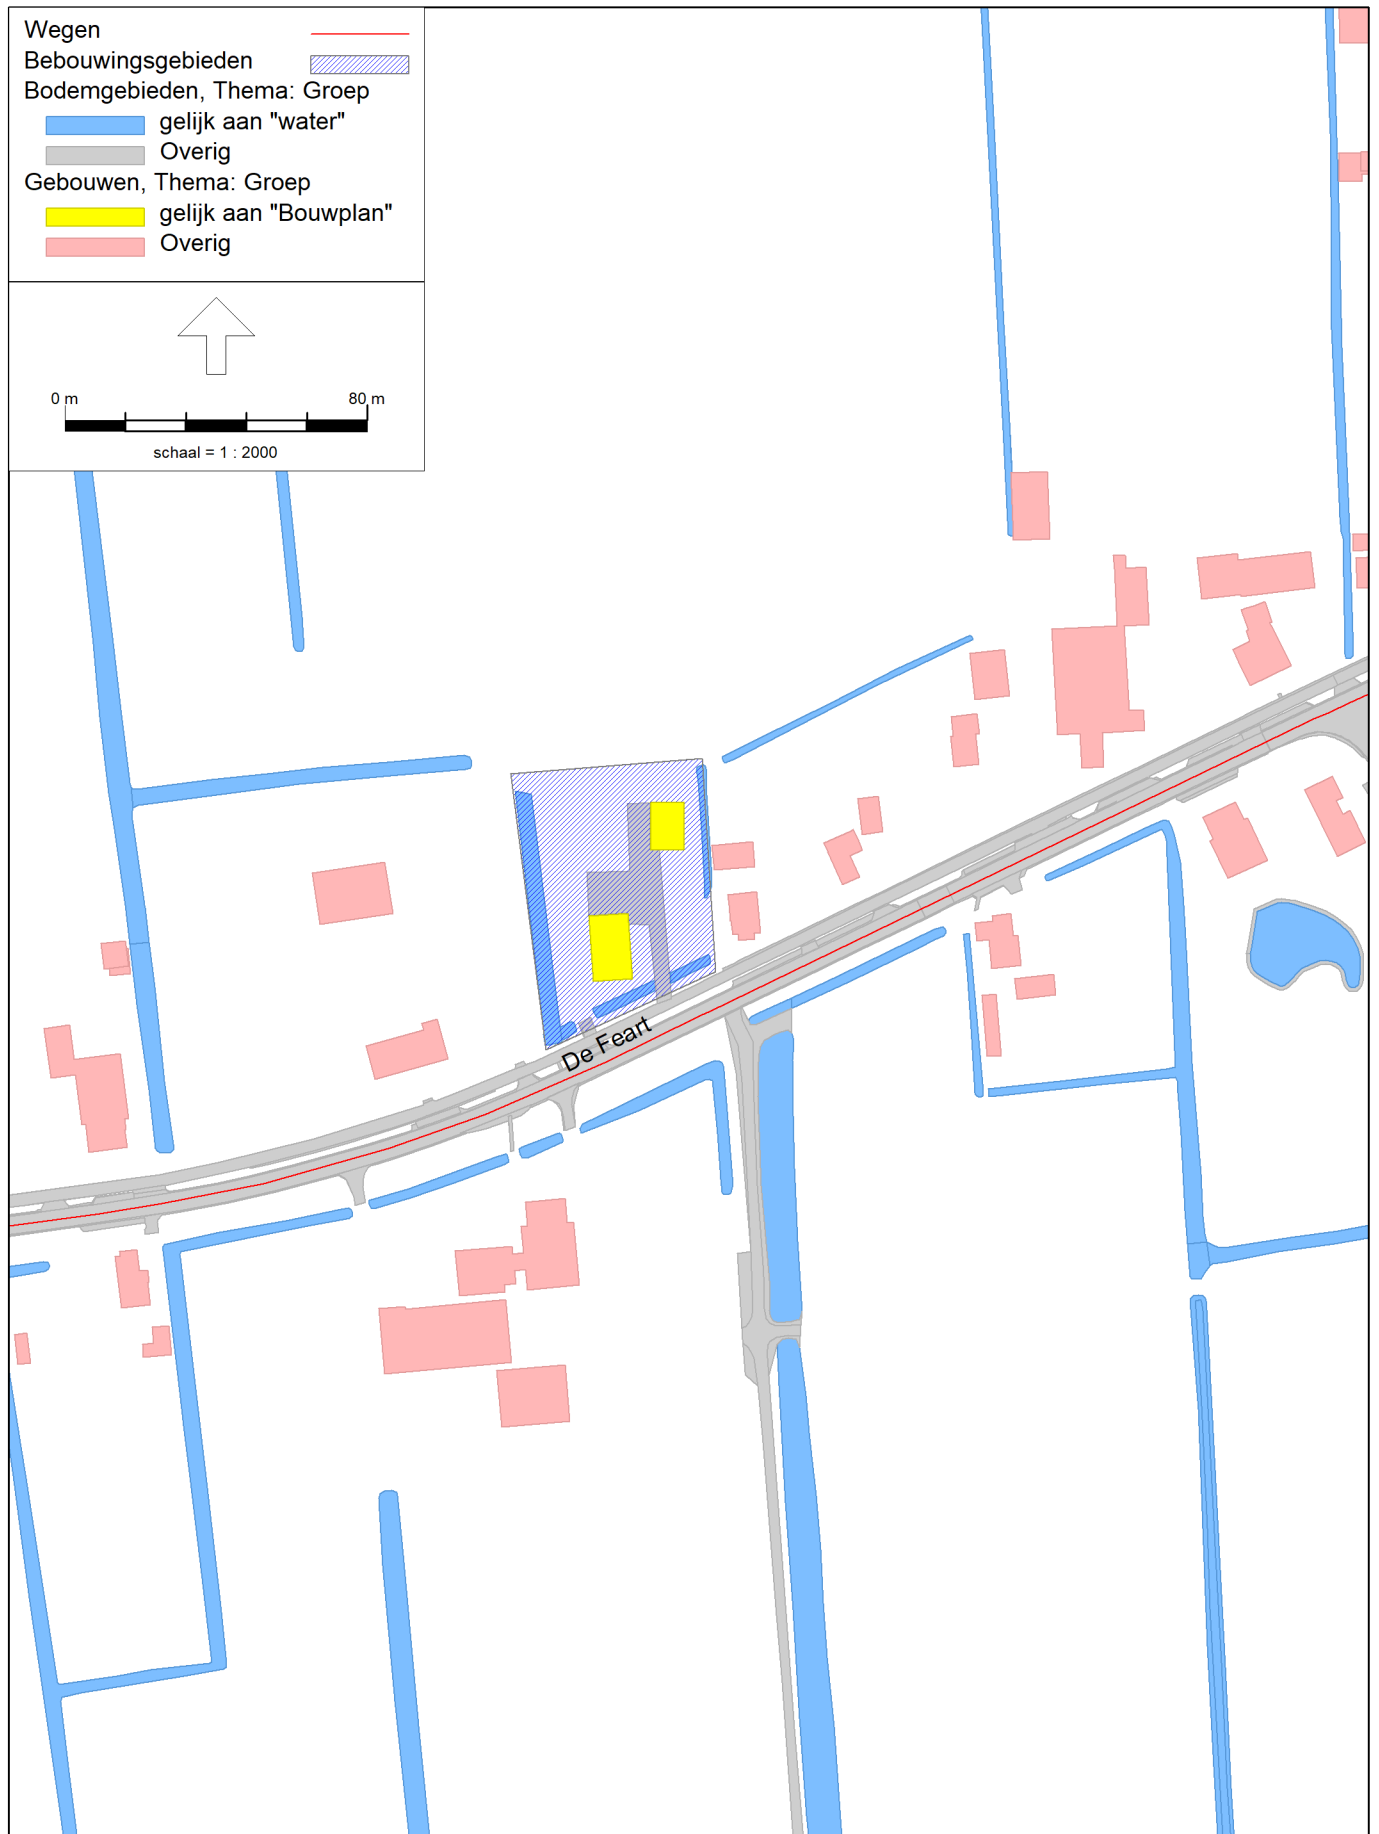 Wegen
Bebouwingsgebieden
Bodemgebieden, Thema: Groep
gelijk aan "water"
Overig
Gebouwen, Thema: Groep
gelijk aan "Bouwplan"
Overig
0 m 80 m
schaal = 1 : 2000
De Feart